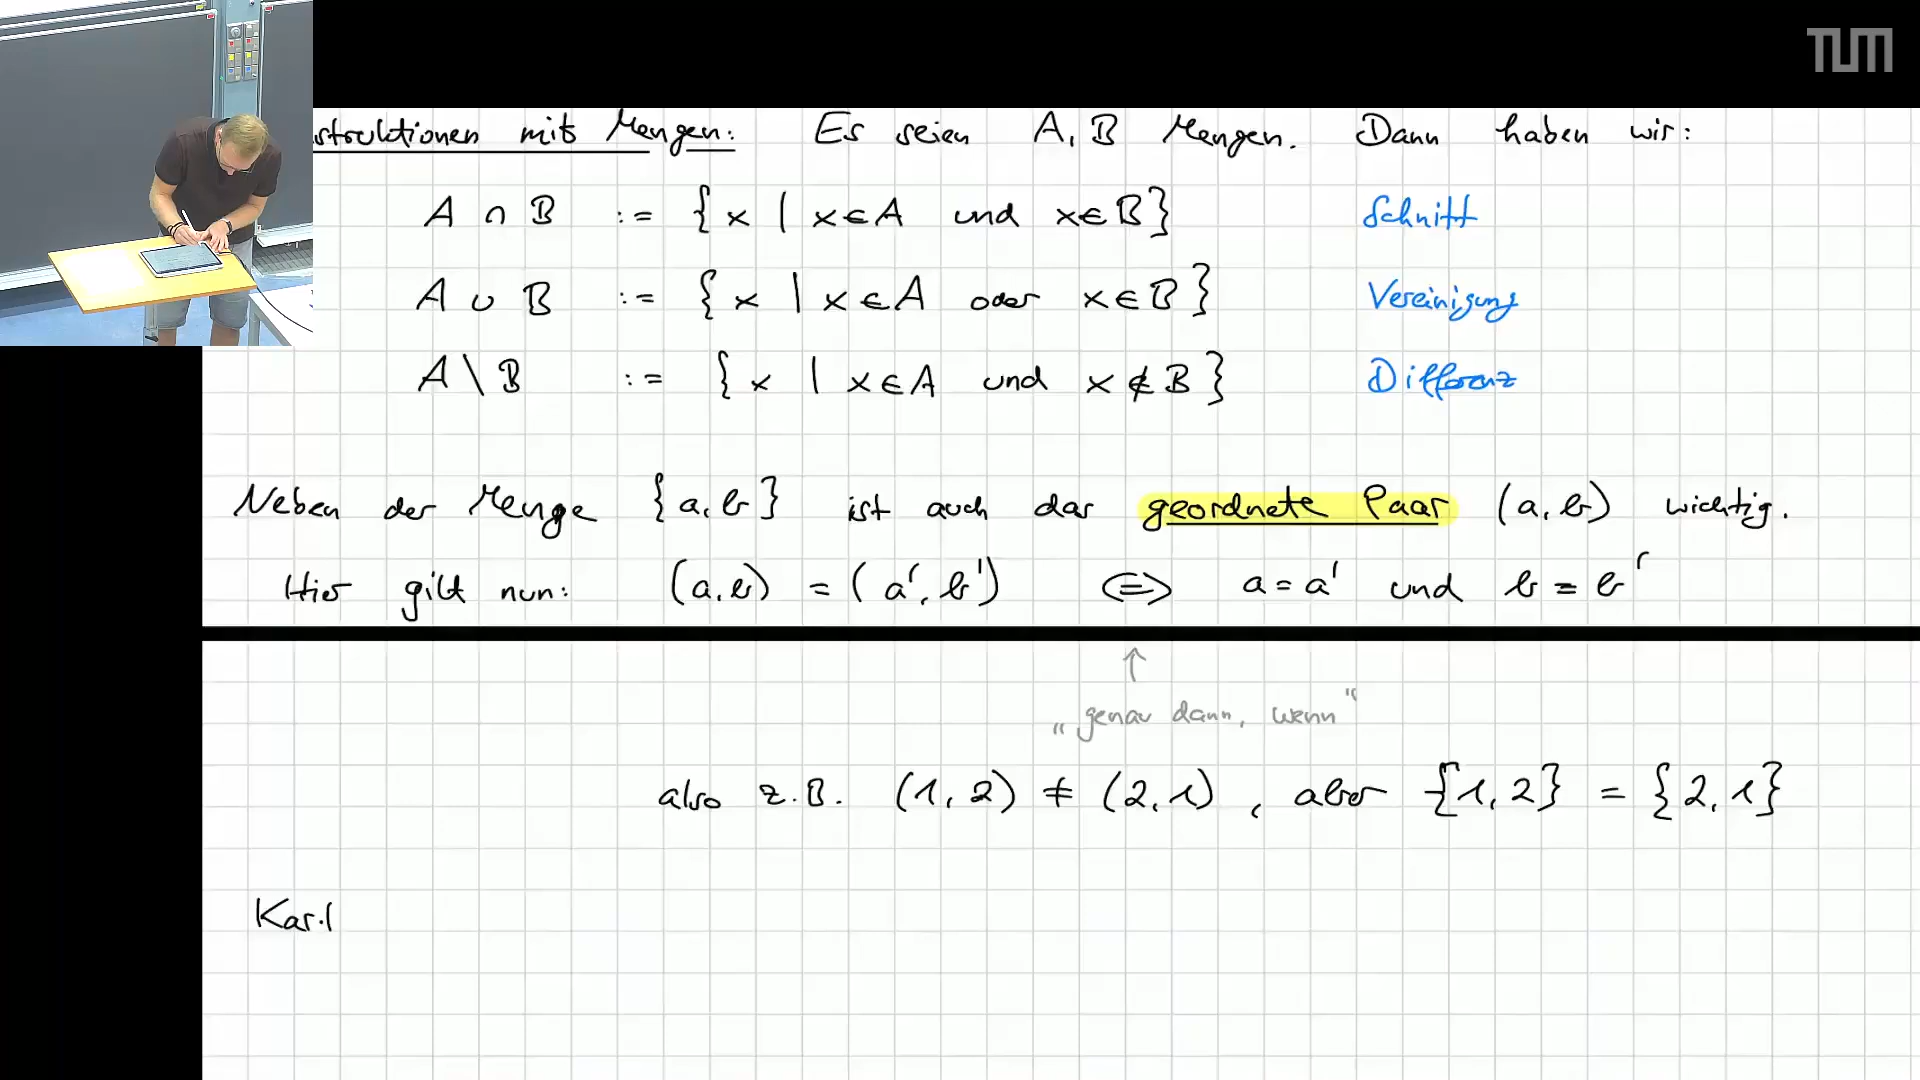 TUM
struktionen mit Mengen: Es seien A, B Mengen. Dann haben wir:
A ∩ B := { x | x ∈ A und x ∈ B } Schnitt
A ∪ B := { x | x ∈ A oder x ∈ B } Vereinigung
A \ B := { x | x ∈ A und x ∉ B } Differenz
Neben der Menge {a, b} ist auch das geordnete Paar (a, b) wichtig.
Hier gilt nun: (a, b) = (a', b') ⇔ a = a' und b = b'
↑
„genau dann, wenn“
also z.B. (1, 2) ≠ (2, 1), aber {1, 2} = {2, 1}